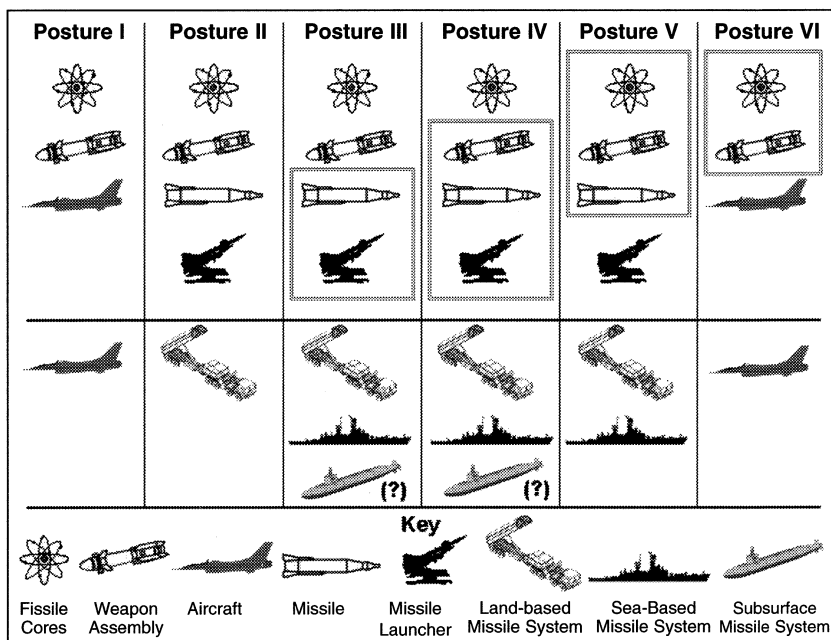 Posture I Posture II Posture III Posture IV Posture V Posture VI
(?) (?)
Key
Fissile Weapon Aircraft Missile Missile Land-based Sea-Based Subsurface
Cores Assembly Launcher Missile System Missile System Missile System